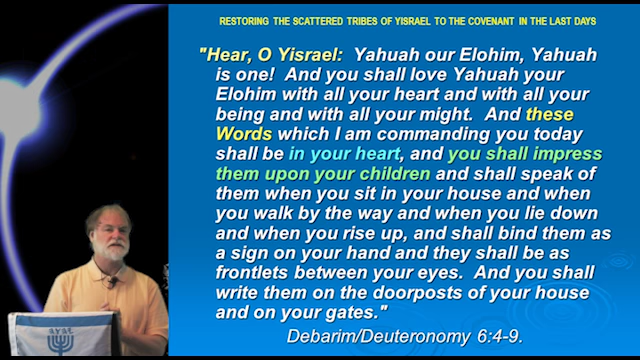 RESTORING THE SCATTERED TRIBES OF YISRAEL TO THE COVENANT IN THE LAST DAYS
"Hear, O Yisrael: Yahuah our Elohim, Yahuah
is one! And you shall love Yahuah your
Elohim with all your heart and with all your
being and with all your might. And these
Words which I am commanding you today
shall be in your heart, and you shall impress
them upon your children and shall speak of
them when you sit in your house and when
you walk by the way and when you lie down
and when you rise up, and shall bind them as
a sign on your hand and they shall be as
frontlets between your eyes. And you shall
write them on the doorposts of your house
and on your gates."
Debarim/Deuteronomy 6:4-9.